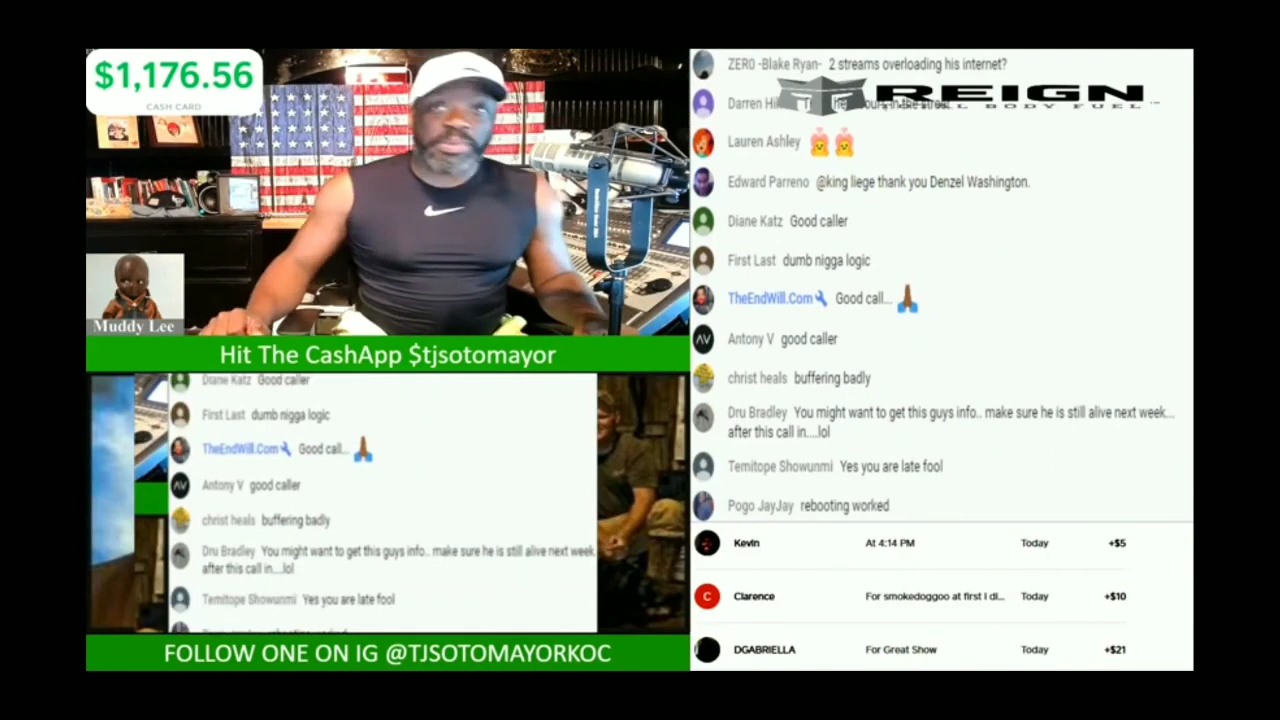 $1,176.56
CASH CARD
Muddy Lee
Hit The CashApp $tjsotomayor
Diane Katz Good caller
First Last dumb nigga logic
TheEndWill.Com Good call...
AV Antony V good caller
christ heals buffering badly
Dru Bradley You might want to get this guys info.. make sure he is still alive next week
after this call in....lol
Temitope Showunmi Yes you are late fool
FOLLOW ONE ON IG @TJSOTOMAYORKOC
ZERO -Blake Ryan- 2 streams overloading his internet?
REIGN
BODY FUEL
Darren
Lauren Ashley
Edward Parreno @king liege thank you Denzel Washington.
Diane Katz Good caller
First Last dumb nigga logic
TheEndWill.Com Good call...
AV Antony V good caller
christ heals buffering badly
Dru Bradley You might want to get this guys info.. make sure he is still alive next week...
after this call in....lol
Temitope Showunmi Yes you are late fool
Pogo JayJay rebooting worked
Kevin At 4:14 PM Today +$5
C Clarence For smokedoggoo at first I di... Today +$10
DGABRIELLA For Great Show Today +$21